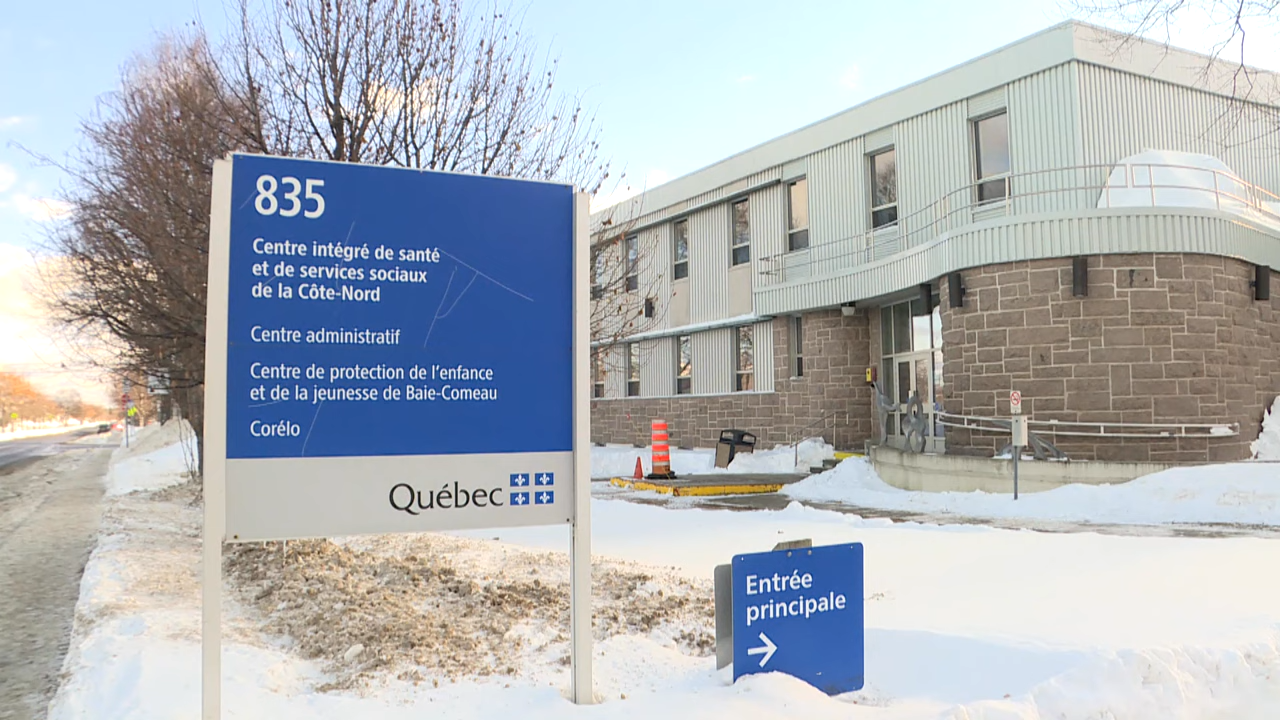 835
Centre intégré de santé
et de services sociaux
de la Côte-Nord
Centre administratif
Centre de protection de l'enfance
et de la jeunesse de Baie-Comeau
Corélo
Québec
Entrée
principale